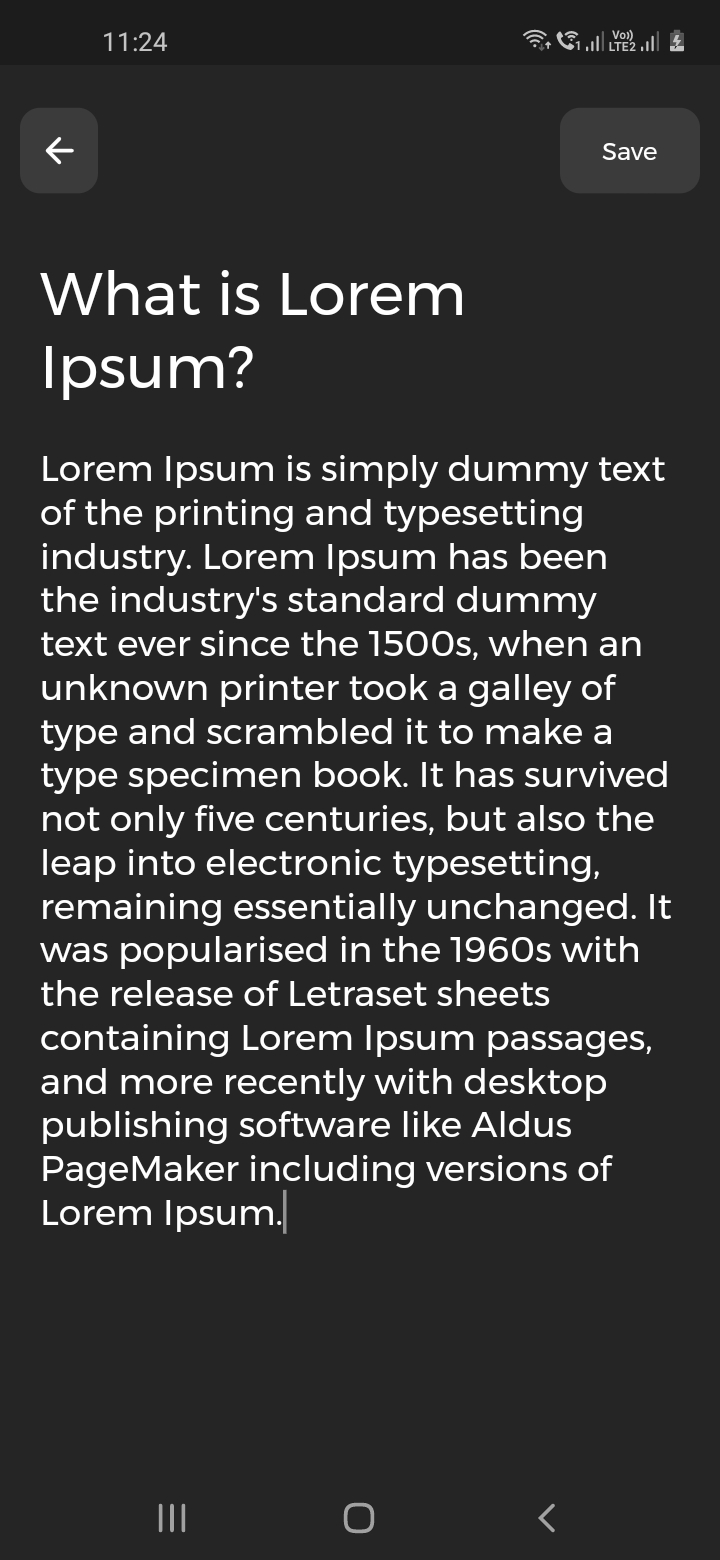 11:24
Vo))
LTE2
1
Save
What is Lorem
Ipsum?
Lorem Ipsum is simply dummy text
of the printing and typesetting
industry. Lorem Ipsum has been
the industry's standard dummy
text ever since the 1500s, when an
unknown printer took a galley of
type and scrambled it to make a
type specimen book. It has survived
not only five centuries, but also the
leap into electronic typesetting,
remaining essentially unchanged. It
was popularised in the 1960s with
the release of Letraset sheets
containing Lorem Ipsum passages,
and more recently with desktop
publishing software like Aldus
PageMaker including versions of
Lorem Ipsum.